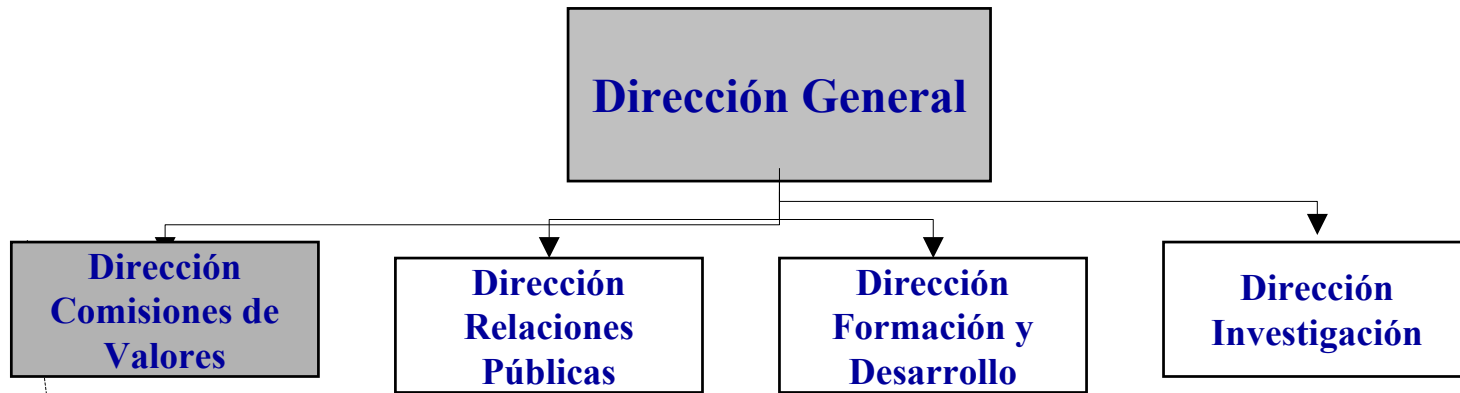 Dirección General
Dirección
Comisiones de
Valores
Dirección
Relaciones
Públicas
Dirección
Formación y
Desarrollo
Dirección
Investigación